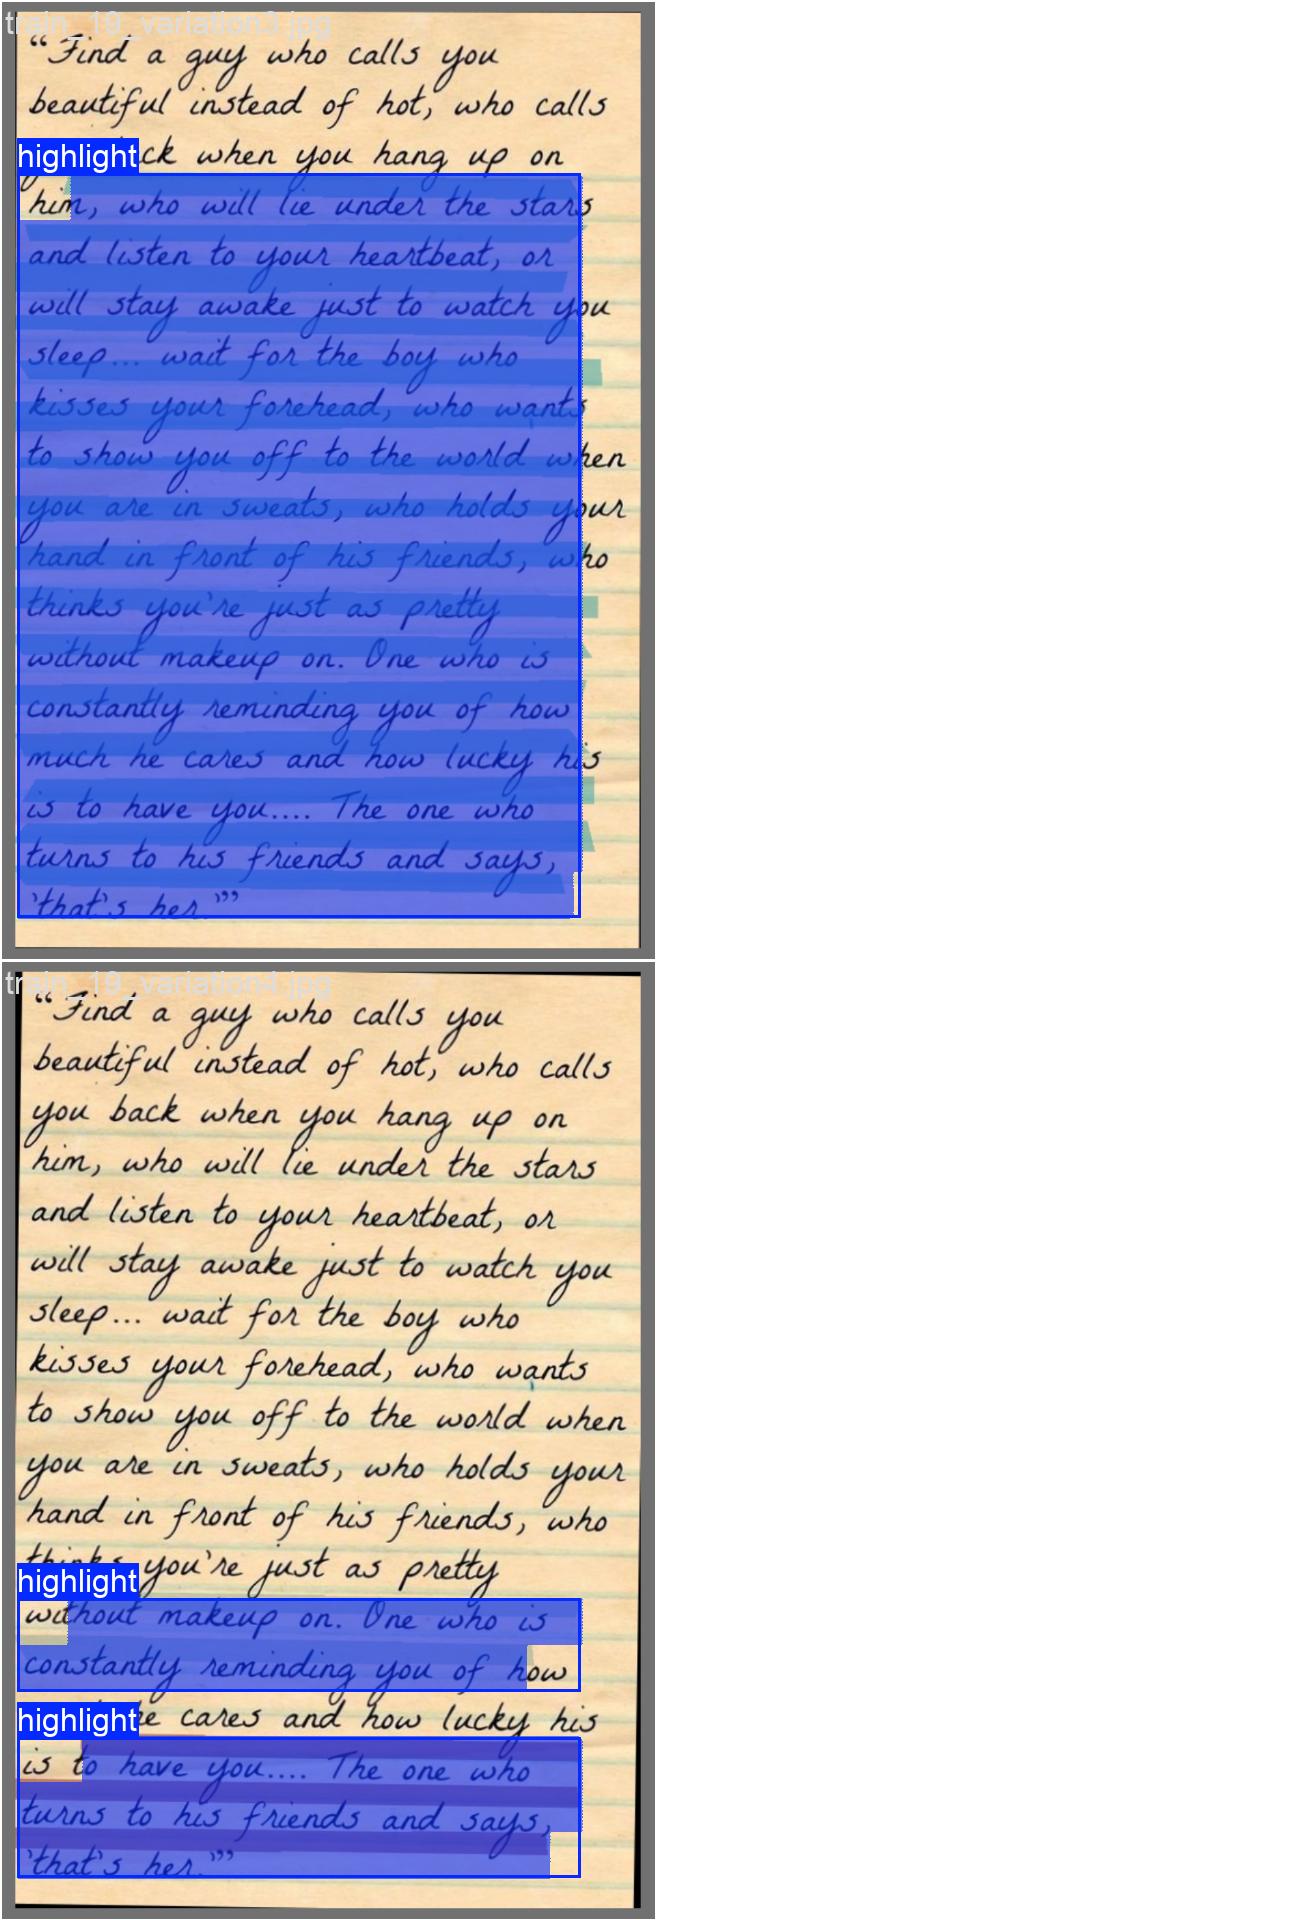 train_19_variation3.jpg
“Find a guy who calls you
beautiful instead of hot, who calls
highlight
when you hang up on
him, who will lie under the stars
and listen to your heartbeat, or
will stay awake just to watch you
sleep... wait for the boy who
kisses your forehead, who wants
to show you off to the world when
you are in sweats, who holds your
hand in front of his friends, who
thinks you're just as pretty
without makeup on. One who is
constantly reminding you of how
much he cares and how lucky his
is to have you.... The one who
turns to his friends and says,
'that's her.'”
train_19_variation4.jpg
“Find a guy who calls you
beautiful instead of hot, who calls
you back when you hang up on
him, who will lie under the stars
and listen to your heartbeat, or
will stay awake just to watch you
sleep... wait for the boy who
kisses your forehead, who wants
to show you off to the world when
you are in sweats, who holds your
hand in front of his friends, who
thinks you're just as pretty
highlight
without makeup on. One who is
constantly reminding you of how
highlight
cares and how lucky his
is to have you.... The one who
turns to his friends and says,
'that's her.'”